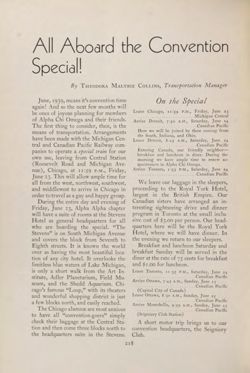 All Aboard the Convention
Special!
By THEODORA MALTBIE COLLINS, Transportation Manager
June, 1930, means it's convention time
again! And so the next few months will
be ones of joyous planning for members
of Alpha Chi Omega and their friends.
The first thing to consider, then, is the
means of transportation. Arrangements
have been made with the Michigan Cen-
tral and Canadian Pacific Railway com-
panies to operate a special train for our
own use, leaving from Central Station
(Roosevelt Road and Michigan Ave-
nue), Chicago, at 11:59 P.M., Friday,
June 23. This will allow ample time for
all from the west, northwest, southwest,
and middlewest to arrive in Chicago in
order to travel as a big and happy group.
During the entire day and evening of
Friday, June 23, Alpha Alpha chapter
will have a suite of rooms at the Stevens
Hotel as general headquarters for all
who are boarding the special. "The
Stevens" is on South Michigan Avenue
and covers the block from Seventh to
Eighth streets. It is known the world
over as having the most beautiful loca-
tion of any city hotel. It overlooks the
limitless blue waters of Lake Michigan,
is only a short walk from the Art In-
stitute, Adler Planetarium, Field Mu-
seum, and the Shedd Aquarium. Chi-
cago's famous "Loop," with its theaters
and wonderful shopping district is just
a few blocks north, and easily reached.
The Chicago alumnæ are most anxious
to have all "convention-goers" simply
check their baggage at the Central Sta-
tion and then come three blocks north to
the headquarters suite in the Stevens.
On the Special
Leave Chicago, 11:59 P.M., Friday, June 23
Michigan Central
Arrive Detroit, 7:40 A.M., Saturday, June 24
Canadian Pacific
Here we will be joined by those coming from
the South, Indiana, and Ohio.
Leave Detroit, 8:45 A.M., Saturday, June 24
Canadian Pacific
Entering Canada, our friendly neighbor—
breakfast and luncheon in diner. During the
morning we have ample time to renew ac-
quaintances in Alpha Chi Omega.
Arrive Toronto, 2:35 P.M., Saturday, June 24
Canadian Pacific
We leave our luggage in the sleepers,
proceeding to the Royal York Hotel,
largest in the British Empire. Our
Canadian sisters have arranged an in-
teresting sightseeing drive and dinner
program in Toronto at the small inclu-
sive cost of $2.00 per person. Our head-
quarters here will be the Royal York
Hotel, where we will have dinner. In
the evening we return to our sleepers.
Breakfast and luncheon Saturday and
breakfast Sunday will be served in the
diner at the rate of 75 cents for breakfast
and $1.00 for luncheon.
Leave Toronto, 11:55 P.M., Saturday, June 24
Canadian Pacific
Arrive Ottawa, 7:45 A.M., Sunday, June 25
Canadian Pacific
(Capital City of Canada)
Leave Ottawa, 8:30 A.M., Sunday, June 25
Canadian Pacific
Arrive Montebello, 9:55 A.M., Sunday, June 25
Canadian Pacific
(Seigniory Club Station)
A short motor trip brings us to our
convention headquarters, the Seigniory
Club.
218